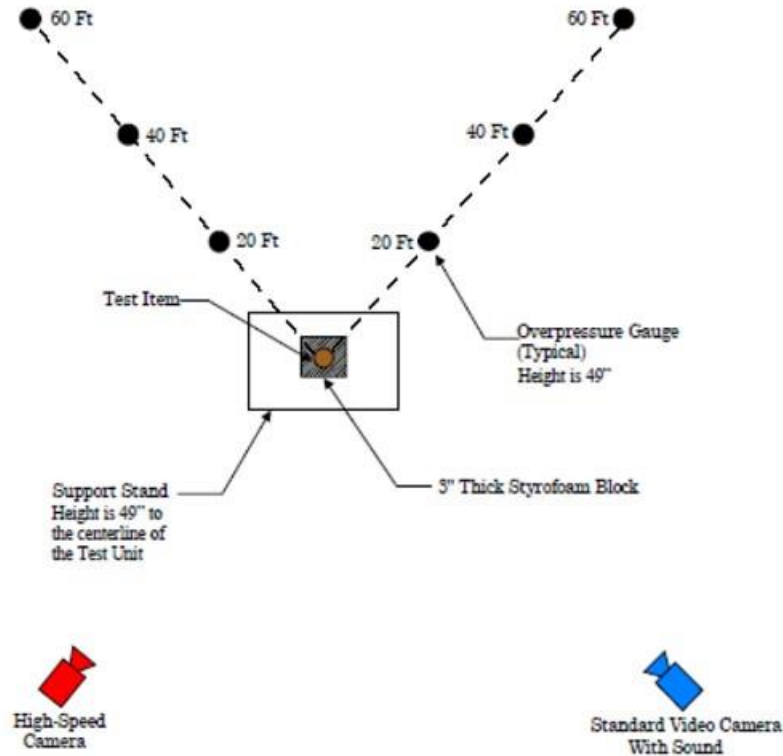 60 Ft
60 Ft
40 Ft
40 Ft
20 Ft
20 Ft
Test Item
Overpressure Gauge
(Typical)
Height is 49"
3" Thick Styrofoam Block
Support Stand
Height is 49" to
the centerline of
the Test Unit
High-Speed
Camera
Standard Video Camera
With Sound